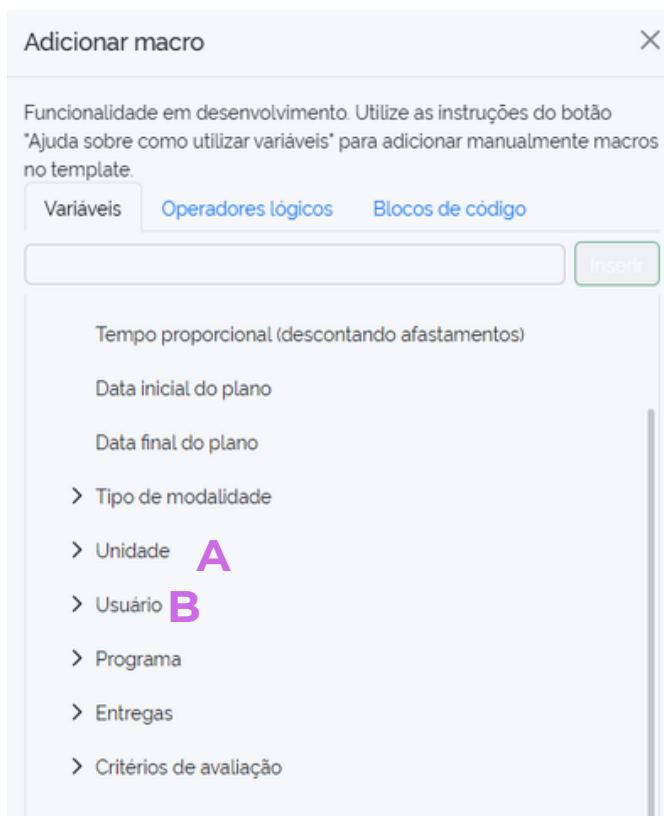 Adicionar macro
Funcionalidade em desenvolvimento. Utilize as instruções do botão
"Ajuda sobre como utilizar variáveis" para adicionar manualmente macros
no template.
Variáveis Operadores lógicos Blocos de código
Inserir
Tempo proporcional (descontando afastamentos)
Data inicial do plano
Data final do plano
Tipo de modalidade
Unidade A
Usuário B
Programa
Entregas
Critérios de avaliação